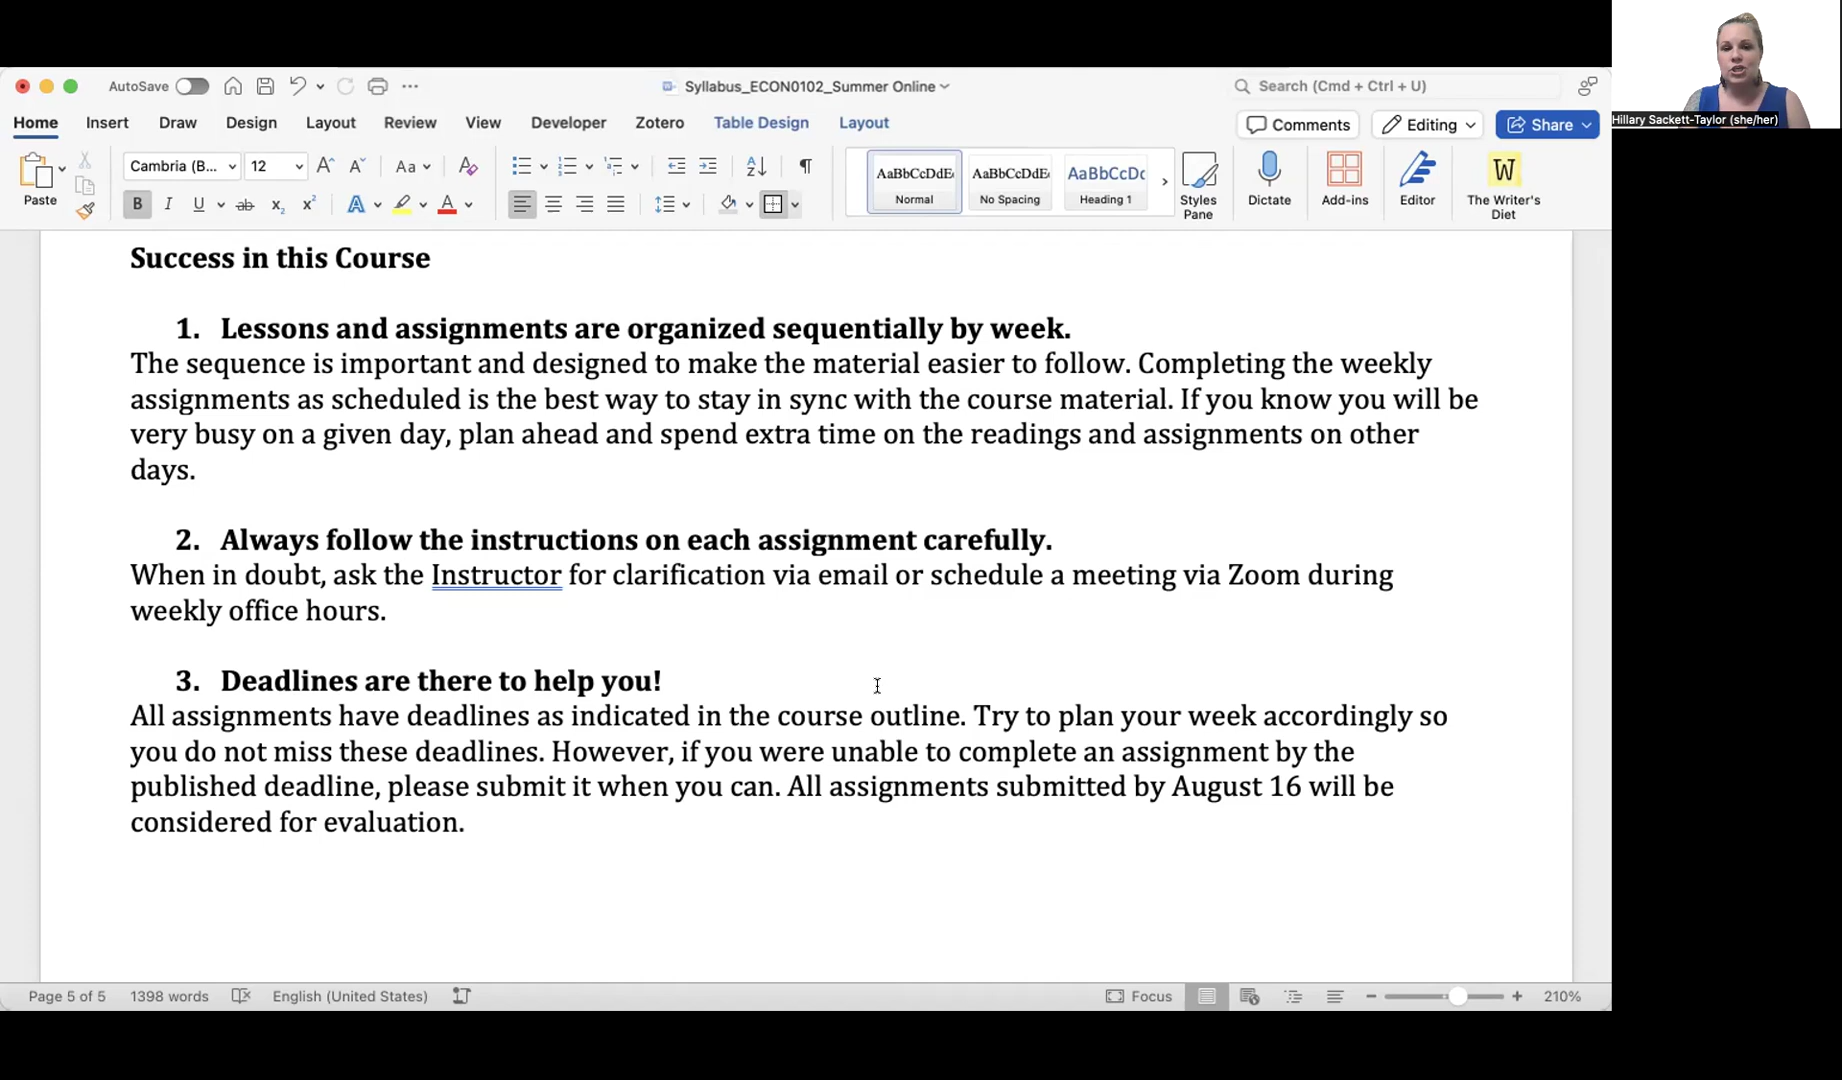 AutoSave
Syllabus_ECON0102_Summer Online
Search (Cmd + Ctrl + U)
Hillary Sackett-Taylor (she/her)
Home Insert Draw Design Layout Review View Developer Zotero Table Design Layout
Comments Editing Share
Paste
Cambria (B... 12
Aa
B I U ab x₂ x² A A
AaBbCcDdE AaBbCcDdE AaBbCcDc
Normal No Spacing Heading 1
Styles Pane
Dictate
Add-ins
Editor
The Writer's Diet
Success in this Course
1. Lessons and assignments are organized sequentially by week.
The sequence is important and designed to make the material easier to follow. Completing the weekly
assignments as scheduled is the best way to stay in sync with the course material. If you know you will be
very busy on a given day, plan ahead and spend extra time on the readings and assignments on other
days.
2. Always follow the instructions on each assignment carefully.
When in doubt, ask the Instructor for clarification via email or schedule a meeting via Zoom during
weekly office hours.
3. Deadlines are there to help you!
All assignments have deadlines as indicated in the course outline. Try to plan your week accordingly so
you do not miss these deadlines. However, if you were unable to complete an assignment by the
published deadline, please submit it when you can. All assignments submitted by August 16 will be
considered for evaluation.
Page 5 of 5 1398 words English (United States) Focus 210%